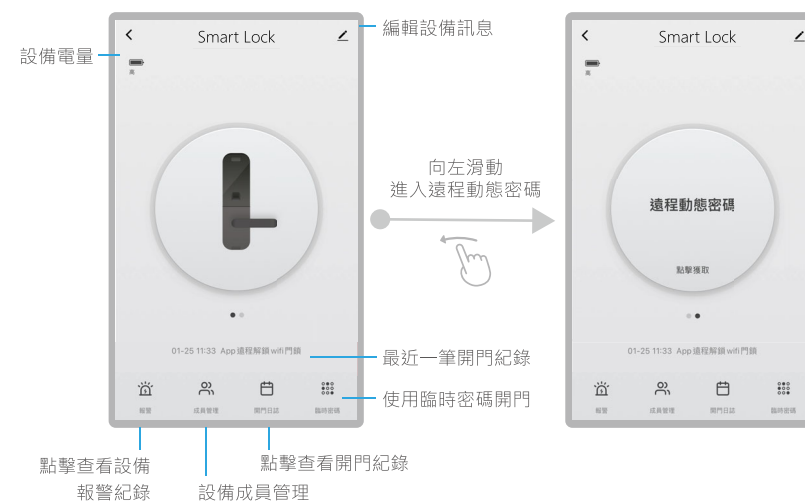 Smart Lock
編輯設備訊息
設備電量
高
向左滑動
進入遠程動態密碼
01-25 11:33 App遠程解鎖wifi門鎖
最近一筆開門紀錄
報警
成員管理
開門日誌
臨時密碼
使用臨時密碼開門
點擊查看設備
報警紀錄
設備成員管理
點擊查看開門紀錄
Smart Lock
高
遠程動態密碼
點擊獲取
01-25 11:33 App遠程解鎖wifi門鎖
報警
成員管理
開門日誌
臨時密碼